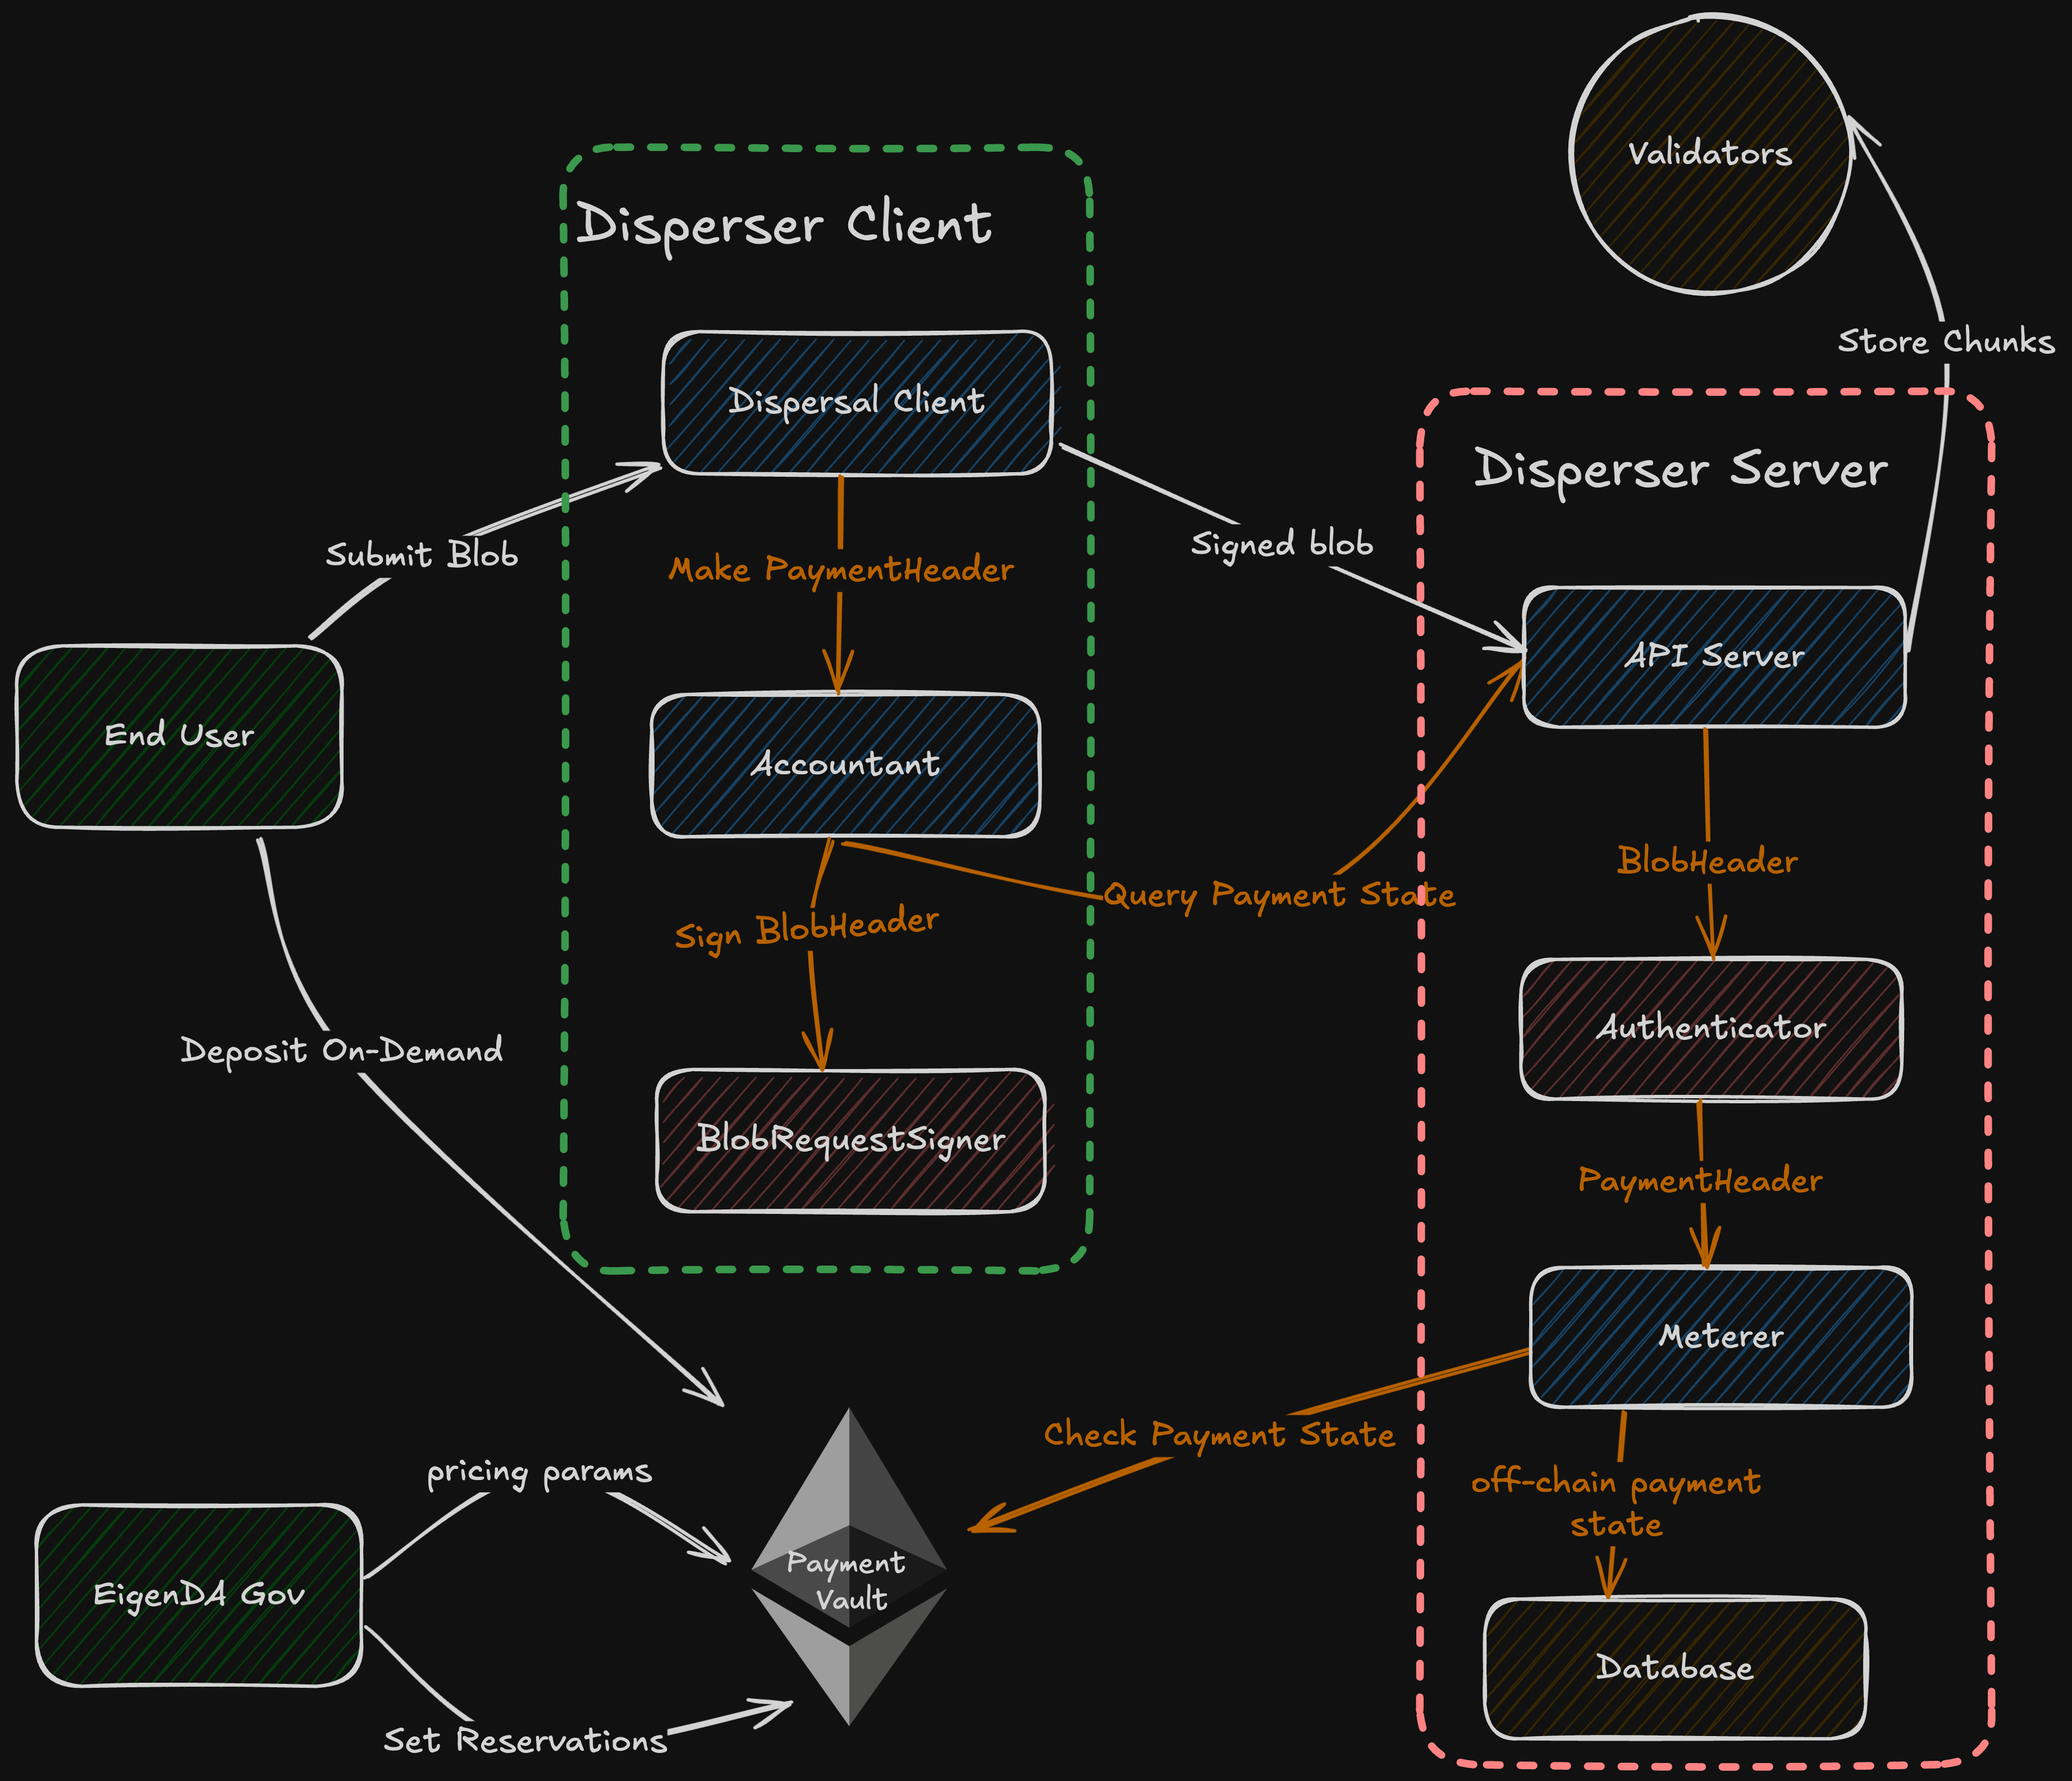 Validators
Disperser Client
Store Chunks
Dispersal Client
Disperser Server
Submit Blob
Signed blob
Make PaymentHeader
API Server
End User
Accountant
BlobHeader
Query Payment State
Sign BlobHeader
Authenticator
Deposit On-Demand
BlobRequestSigner
PaymentHeader
Meterer
Check Payment State
pricing params
off-chain payment
state
Payment
Vault
EigenDA Gov
Database
Set Reservations